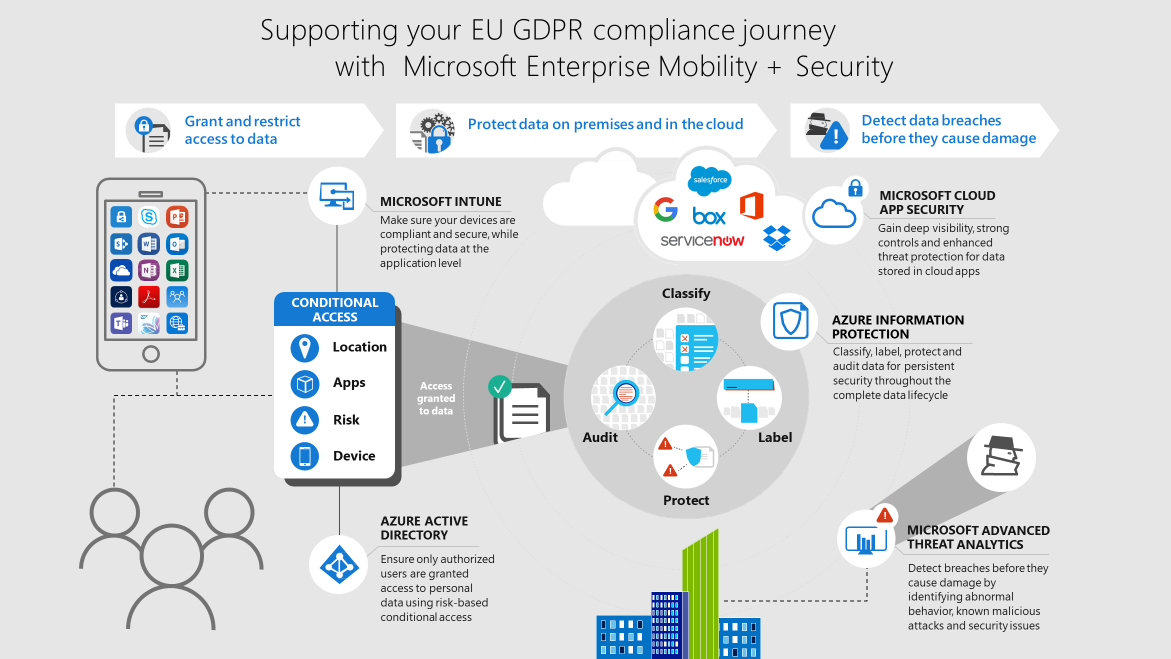 Supporting your EU GDPR compliance journey
with Microsoft Enterprise Mobility + Security
Grant and restrict
access to data
Protect data on premises and in the cloud
Detect data breaches
before they cause damage
MICROSOFT INTUNE
Make sure your devices are
compliant and secure, while
protecting data at the
application level
salesforce
box
servicenow
MICROSOFT CLOUD
APP SECURITY
Gain deep visibility, strong
controls and enhanced
threat protection for data
stored in cloud apps
CONDITIONAL
ACCESS
Location
Apps
Risk
Device
Access
granted
to data
Classify
Audit
Label
Protect
AZURE INFORMATION
PROTECTION
Classify, label, protect and
audit data for persistent
security throughout the
complete data lifecycle
AZURE ACTIVE
DIRECTORY
Ensure only authorized
users are granted
access to personal
data using risk-based
conditional access
MICROSOFT ADVANCED
THREAT ANALYTICS
Detect breaches before they
cause damage by
identifying abnormal
behavior, known malicious
attacks and security issues